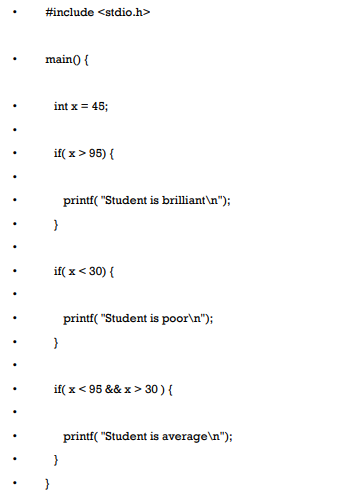 • #include <stdio.h>
• main() {
• int x = 45;
•
• if( x > 95) {
•
• printf( "Student is brilliant\n");
• }
•
• if( x < 30) {
•
• printf( "Student is poor\n");
• }
•
• if( x < 95 && x > 30 ) {
•
• printf( "Student is average\n");
• }
• }